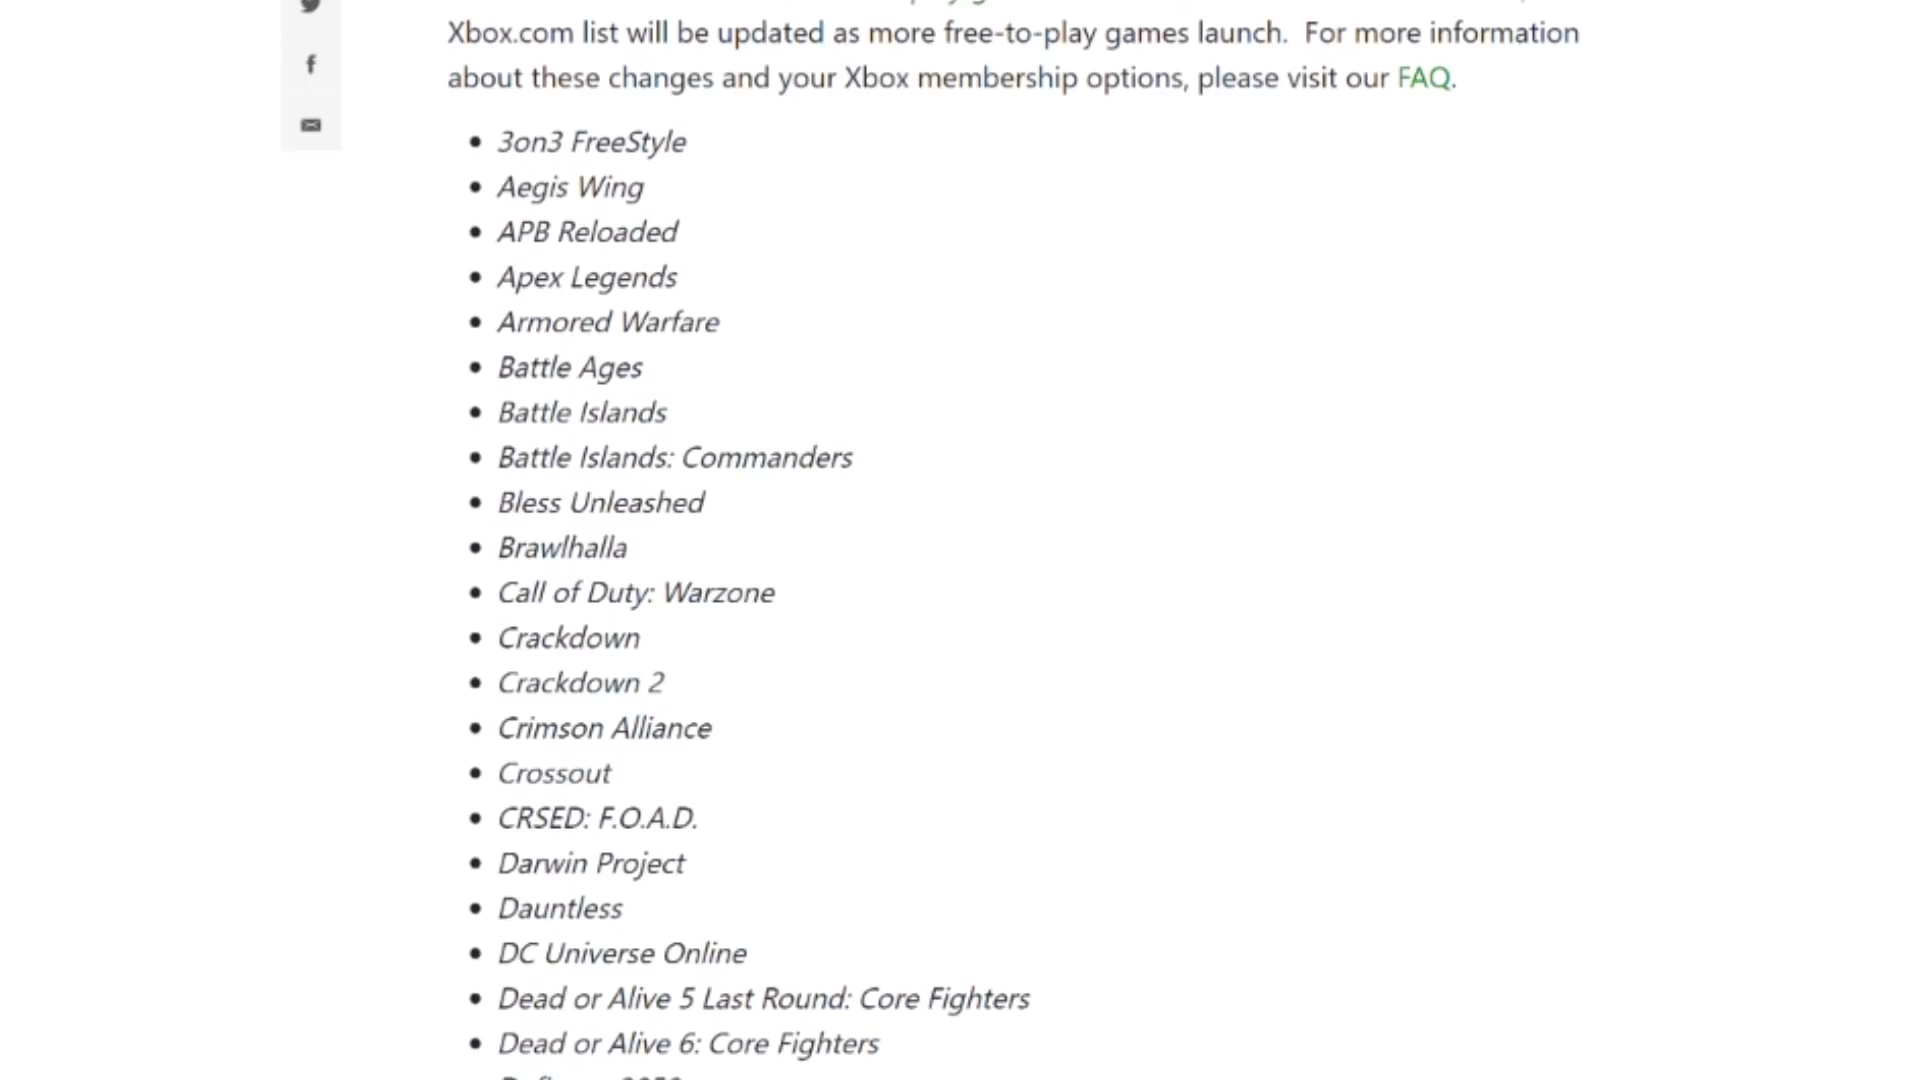 Xbox.com list will be updated as more free-to-play games launch. For more information
about these changes and your Xbox membership options, please visit our FAQ.
3on3 FreeStyle
Aegis Wing
APB Reloaded
Apex Legends
Armored Warfare
Battle Ages
Battle Islands
Battle Islands: Commanders
Bless Unleashed
Brawlhalla
Call of Duty: Warzone
Crackdown
Crackdown 2
Crimson Alliance
Crossout
CRSED: F.O.A.D.
Darwin Project
Dauntless
DC Universe Online
Dead or Alive 5 Last Round: Core Fighters
Dead or Alive 6: Core Fighters